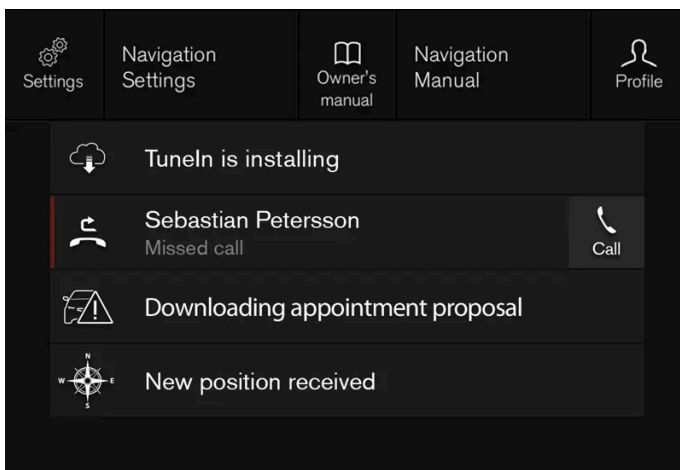 Settings
Navigation
Settings
Owner's
manual
Navigation
Manual
Profile
TuneIn is installing
Sebastian Petersson
Missed call
Call
Downloading appointment proposal
N
W
E
S
New position received